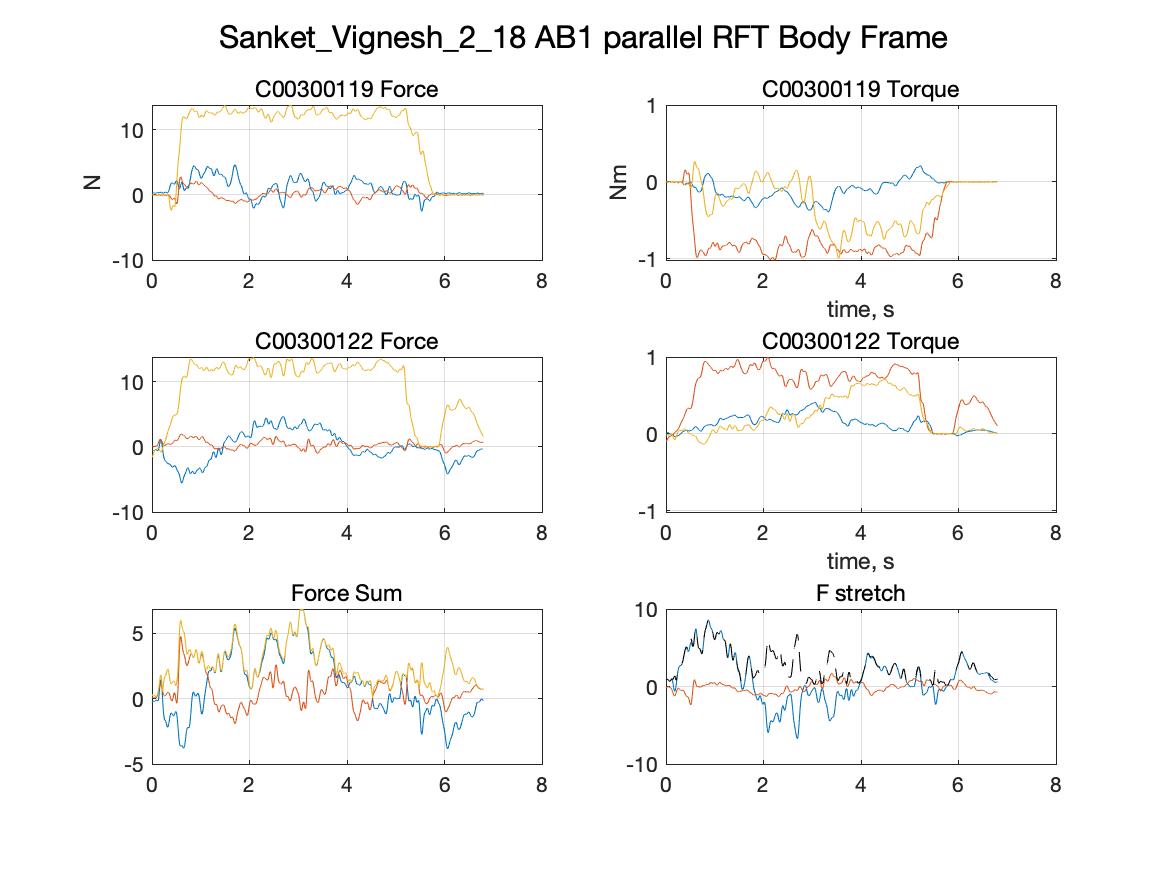 Sanket_Vignesh_2_18 AB1 parallel RFT Body Frame
C00300119 Force
N
10
0
-10
0 2 4 6 8
C00300119 Torque
Nm
1
0
-1
0 2 4 6 8
time, s
C00300122 Force
10
0
-10
0 2 4 6 8
C00300122 Torque
1
0
-1
0 2 4 6 8
time, s
Force Sum
5
0
-5
0 2 4 6 8
F stretch
10
0
-10
0 2 4 6 8